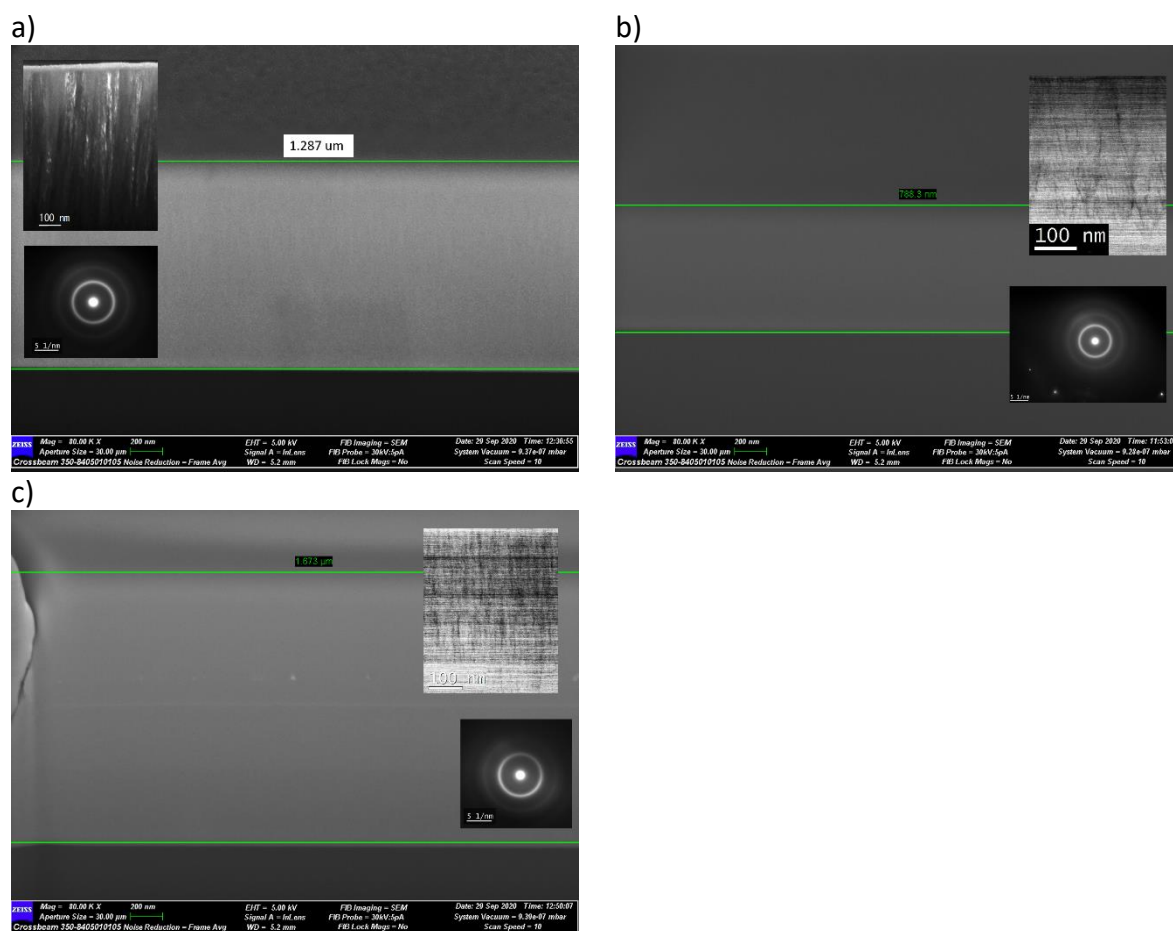 a)
1.287 um
100 nm
5 1/nm
ZEISS
Mag = 80.00 K X
200 nm
EHT = 5.00 kV
FIB Imaging = SEM
Date: 29 Sep 2020 Time: 12:36:55
Aperture Size = 30.00 µm
Signal A = InLens
FIB Probe = 30kV:5pA
System Vacuum = 9.37e-07 mbar
Crossbeam 350-8405010105
Noise Reduction = Frame Avg
WD = 5.2 mm
FIB Lock Mags = No
Scan Speed = 10
b)
788.3 nm
100 nm
5 1/nm
ZEISS
Mag = 80.00 K X
200 nm
EHT = 5.00 kV
FIB Imaging = SEM
Date: 29 Sep 2020 Time: 11:53:0
Aperture Size = 30.00 µm
Signal A = InLens
FIB Probe = 30kV:5pA
System Vacuum = 9.28e-07 mbar
Crossbeam 350-8405010105
Noise Reduction = Frame Avg
WD = 5.2 mm
FIB Lock Mags = No
Scan Speed = 10
c)
1.673 µm
100 nm
5 1/nm
ZEISS
Mag = 80.00 K X
200 nm
EHT = 5.00 kV
FIB Imaging = SEM
Date: 29 Sep 2020 Time: 12:50:07
Aperture Size = 30.00 µm
Signal A = InLens
FIB Probe = 30kV:5pA
System Vacuum = 9.39e-07 mbar
Crossbeam 350-8405010105
Noise Reduction = Frame Avg
WD = 5.2 mm
FIB Lock Mags = No
Scan Speed = 10